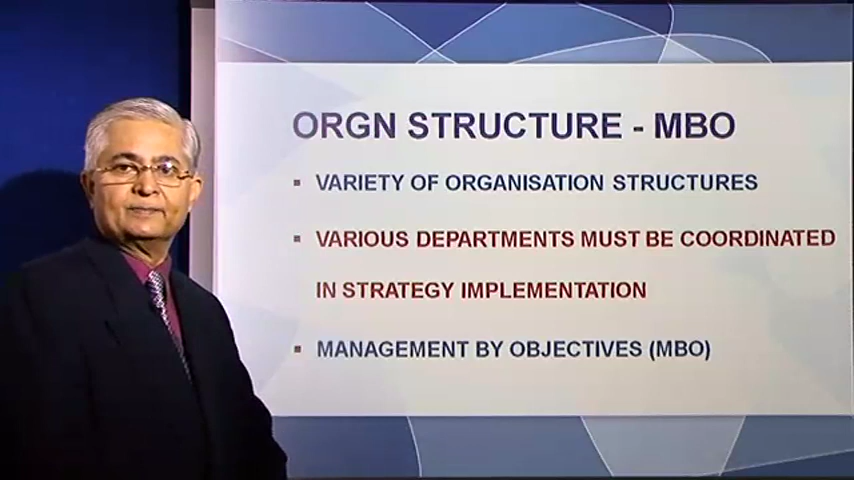 ORGN STRUCTURE - MBO
VARIETY OF ORGANISATION STRUCTURES
VARIOUS DEPARTMENTS MUST BE COORDINATED
IN STRATEGY IMPLEMENTATION
MANAGEMENT BY OBJECTIVES (MBO)